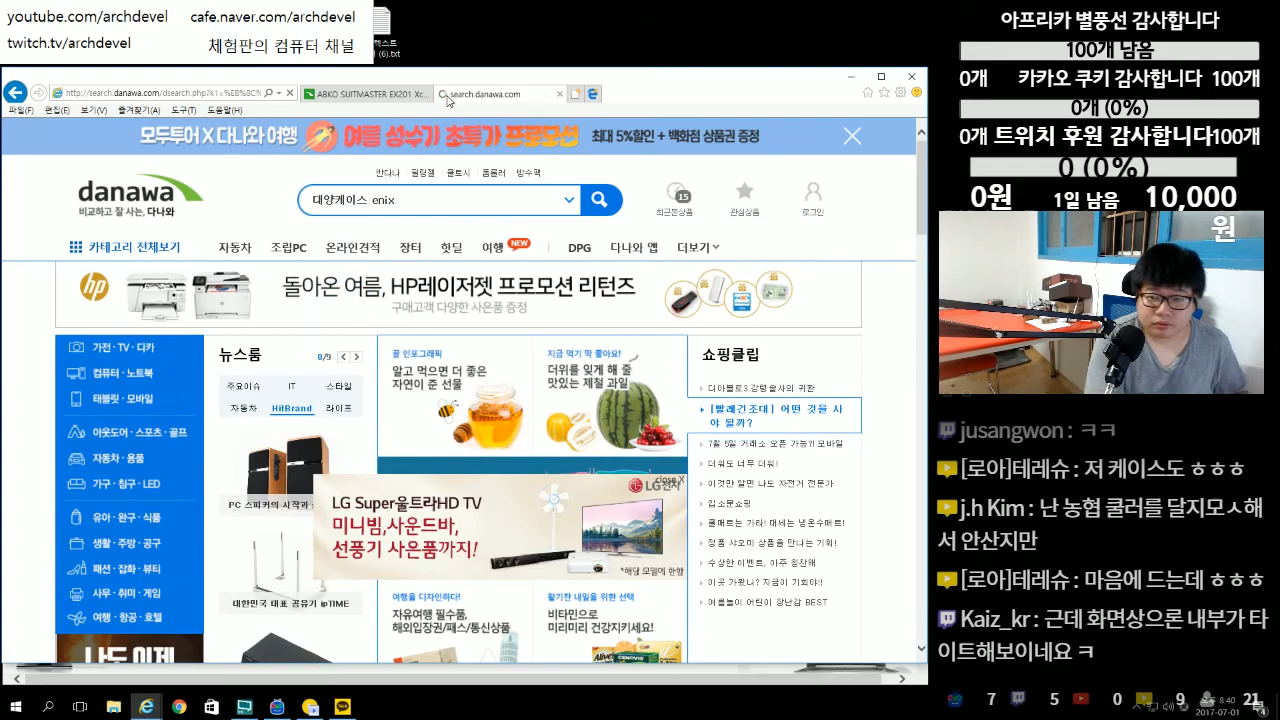 youtube.com/archdevel
cafe.naver.com/archdevel
twitch.tv/archdevel
체험판의 컴퓨터 채널
(6).txt
http://search.danawa.com/dsearch.php?k1=%EB%8C%
ABKO SUITMASTER EX201 Xc...
search.danawa.com
파일(F) 편집(E) 보기(V) 즐겨찾기(A) 도구(T) 도움말(H)
모두투어 X 다나와 여행
여름 성수기 초특가 프로모션
최대 5%할인 + 백화점 상품권 증정
반다나 필링젤 쿨토시 폼롤러 방수팩
danawa
비교하고 잘 사는, 다나와
대양케이스 enix
15
최근본상품 관심상품 로그인
카테고리 전체보기
자동차 조립PC 온라인견적 장터 핫딜 여행 NEW DPG 다나와 앱 더보기
hp
돌아온 여름, HP레이저젯 프로모션 리턴즈
구매고객 다양한 사은품 증정
가전·TV·디카
컴퓨터·노트북
태블릿·모바일
아웃도어·스포츠·골프
자동차·용품
가구·침구·LED
유아·완구·식품
생활·주방·공구
패션·잡화·뷰티
사무·취미·게임
여행·항공·호텔
나도 이제
뉴스룸
8/9
주요이슈 IT 스타일
자동차 HitBrand 라이프
PC 스피커의 시작과
대한민국 대표 공유기 ipTIME
꿀 인포그래픽
알고 먹으면 더 좋은
자연이 준 선물
지금 먹기 딱 좋아요!
더위를 잊게 해 줄
맛있는 제철 과일
LG Super울트라HD TV
미니빔,사운드바,
선풍기 사은품까지!
LG전자
close X
*해당 모델에 한함
여행을 디자인하다!
자유여행 필수품,
해외입장권/패스/통신상품
활기찬 내일을 위한 선택
비타민으로
미리미리 건강지키세요!
쇼핑클립
디아블로3 강령술사의 귀환
[빨래건조대] 어떤 것을 사
야 될까?
7월 5일 거래소 오픈 가능?! 모바일
더워도 너무 더워!
이것만 알면 나도 자전거 전문가
입소문쇼핑
쿨매트는 가라! 대세는 냉온수매트!
정품 샤오미 상품을 만나는 기회!
수상한 이벤트, 아주 칭찬해
이곳 가봤니? 지금이 기회야!!
여름놀이 어린이 장난감 BEST
아프리카 별풍선 감사합니다
100개 남음
0개 카카오 쿠키 감사합니다 100개
0개 (0%)
0개 트위치 후원 감사합니다 100개
0 (0%)
0원 1일 남음 10,000
원
jusangwon : ㅋㅋ
[로아]테레슈 : 저 케이스도 ㅎㅎㅎ
j.h Kim : 난 농협 쿨러를 달지모ㅅ해
서 안산지만
[로아]테레슈 : 마음에 드는데 ㅎㅎㅎ
Kaiz_kr : 근데 화면상으론 내부가 타
이트해보이네요 ㅋ
7 5 0 9 21
오후 8:40
2017-07-01